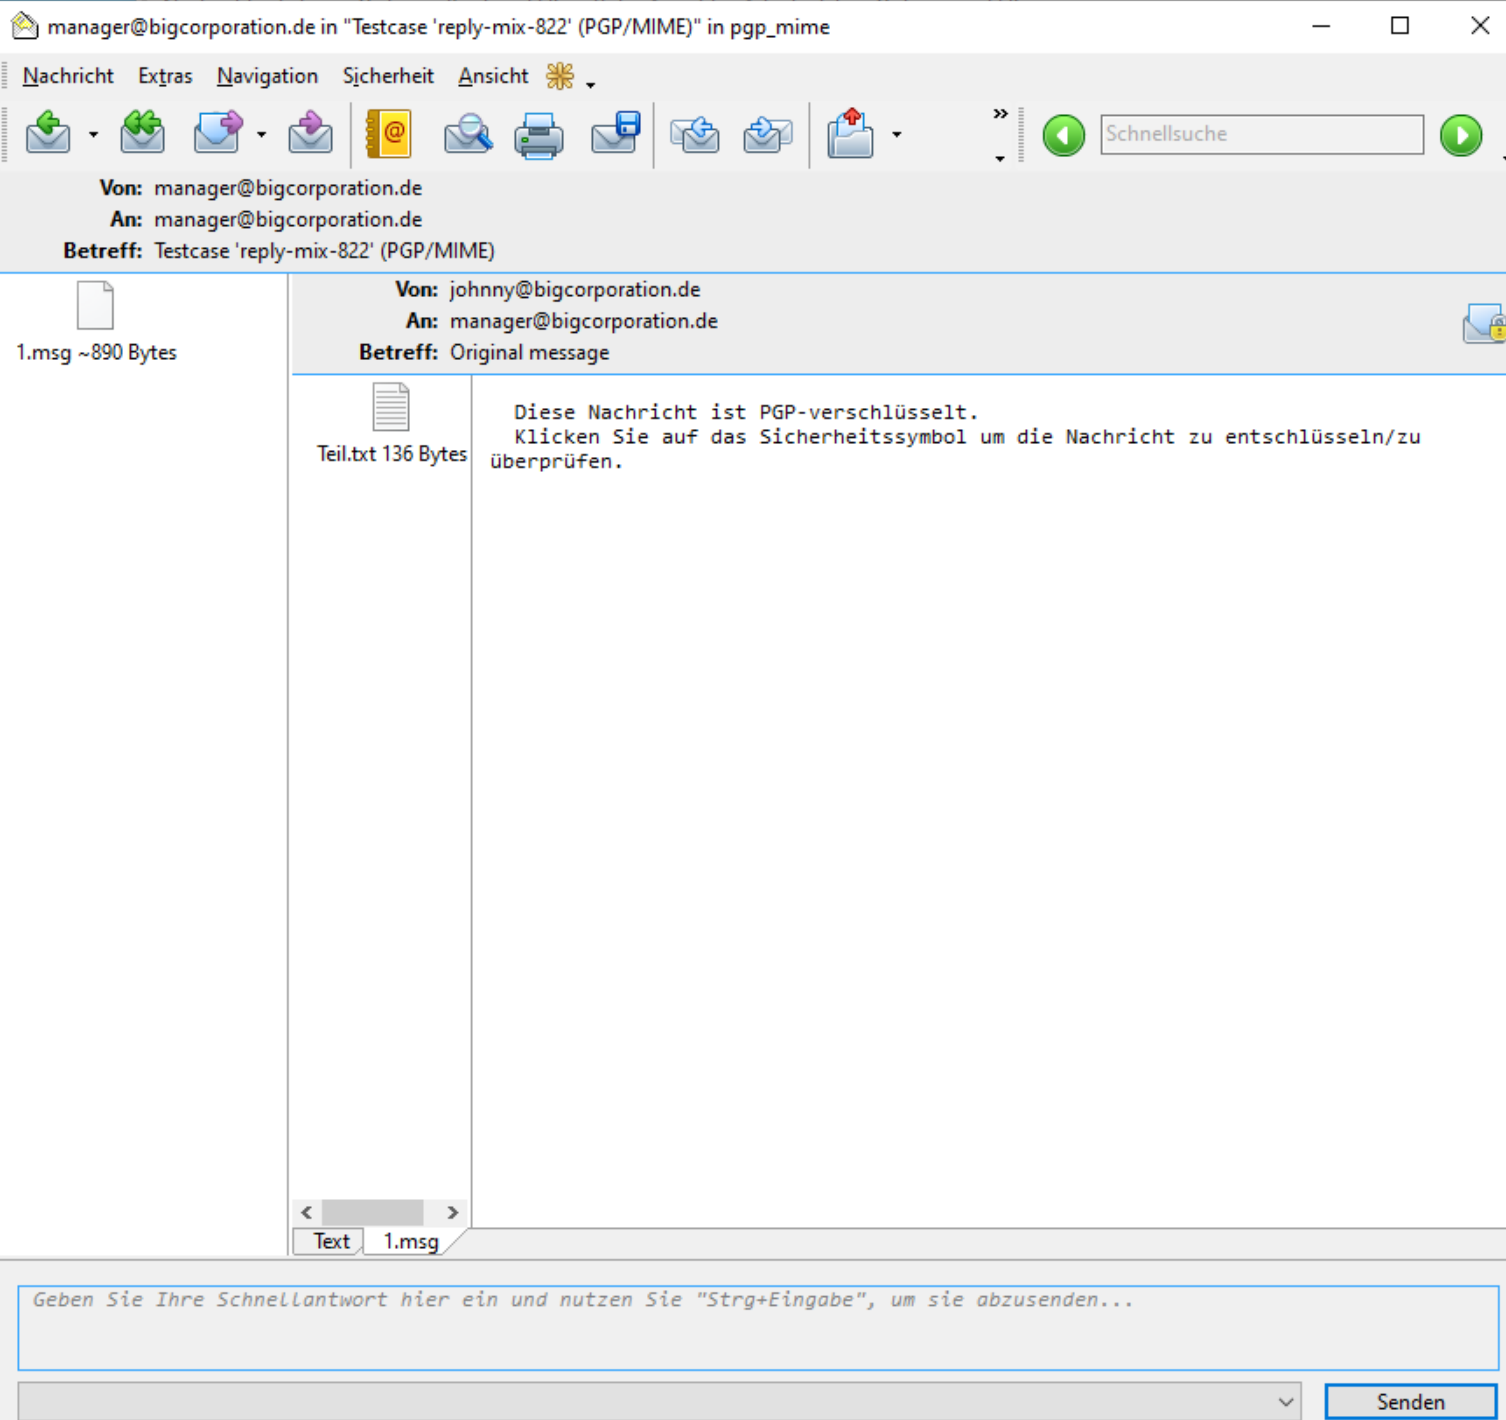 manager@bigcorporation.de in "Testcase 'reply-mix-822' (PGP/MIME)" in pgp_mime
Nachricht Extras Navigation Sicherheit Ansicht
Schnellsuche
Von: manager@bigcorporation.de
An: manager@bigcorporation.de
Betreff: Testcase 'reply-mix-822' (PGP/MIME)
1.msg ~890 Bytes
Von: johnny@bigcorporation.de
An: manager@bigcorporation.de
Betreff: Original message
Teil.txt 136 Bytes
Diese Nachricht ist PGP-verschlüsselt.
Klicken Sie auf das Sicherheitssymbol um die Nachricht zu entschlüsseln/zu
überprüfen.
Text 1.msg
Geben Sie Ihre Schnellantwort hier ein und nutzen Sie "Strg+Eingabe", um sie abzusenden...
Senden